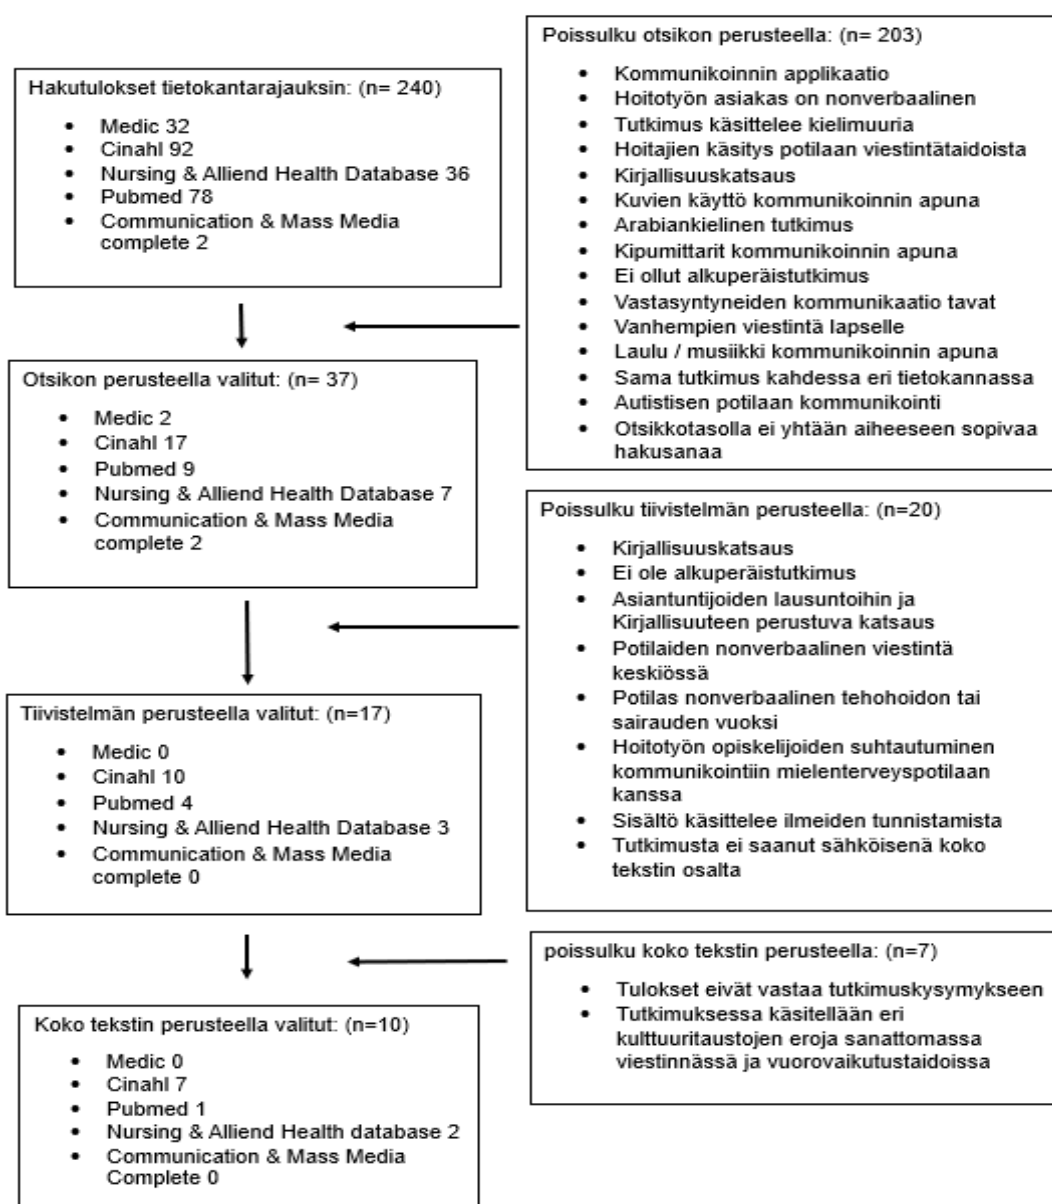 Hakutulokset tietokantarajauksin: (n= 240)
• Medic 32
• Cinahl 92
• Nursing & Alliend Health Database 36
• Pubmed 78
• Communication & Mass Media
complete 2
Poissulku otsikon perusteella: (n= 203)
• Kommunikoinnin applikaatio
• Hoitotyön asiakas on nonverbaalinen
• Tutkimus käsittelee kielimuuria
• Hoitajien käsitys potilaan viestintätaidoista
• Kirjallisuuskatsaus
• Kuvien käyttö kommunikoinnin apuna
• Arabiankielinen tutkimus
• Kipumittarit kommunikoinnin apuna
• Ei ollut alkuperäistutkimus
• Vastasyntyneiden kommunikaatio tavat
• Vanhempien viestintä lapselle
• Laulu / musiikki kommunikoinnin apuna
• Sama tutkimus kahdessa eri tietokannassa
• Autistisen potilaan kommunikointi
• Otsikkotasolla ei yhtään aiheeseen sopivaa
hakusanaa
Otsikon perusteella valitut: (n= 37)
• Medic 2
• Cinahl 17
• Pubmed 9
• Nursing & Alliend Health Database 7
• Communication & Mass Media
complete 2
Poissulku tiivistelmän perusteella: (n=20)
• Kirjallisuuskatsaus
• Ei ole alkuperäistutkimus
• Asiantuntijoiden lausuntoihin ja
Kirjallisuuteen perustuva katsaus
• Potilaiden nonverbaalinen viestintä
keskiössä
• Potilas nonverbaalinen tehohoidon tai
sairauden vuoksi
• Hoitotyön opiskelijoiden suhtautuminen
kommunikointiin mielenterveyspotilaan
kanssa
• Sisältö käsittelee ilmeiden tunnistamista
• Tutkimusta ei saanut sähköisenä koko
tekstin osalta
Tiivistelmän perusteella valitut: (n=17)
• Medic 0
• Cinahl 10
• Pubmed 4
• Nursing & Alliend Health Database 3
• Communication & Mass Media
complete 0
poissulku koko tekstin perusteella: (n=7)
• Tulokset eivät vastaa tutkimuskysymykseen
• Tutkimuksessa käsitellään eri
kulttuuritaustojen eroja sanattomassa
viestinnässä ja vuorovaikutustaidoissa
Koko tekstin perusteella valitut: (n=10)
• Medic 0
• Cinahl 7
• Pubmed 1
• Nursing & Alliend Health database 2
• Communication & Mass Media
Complete 0